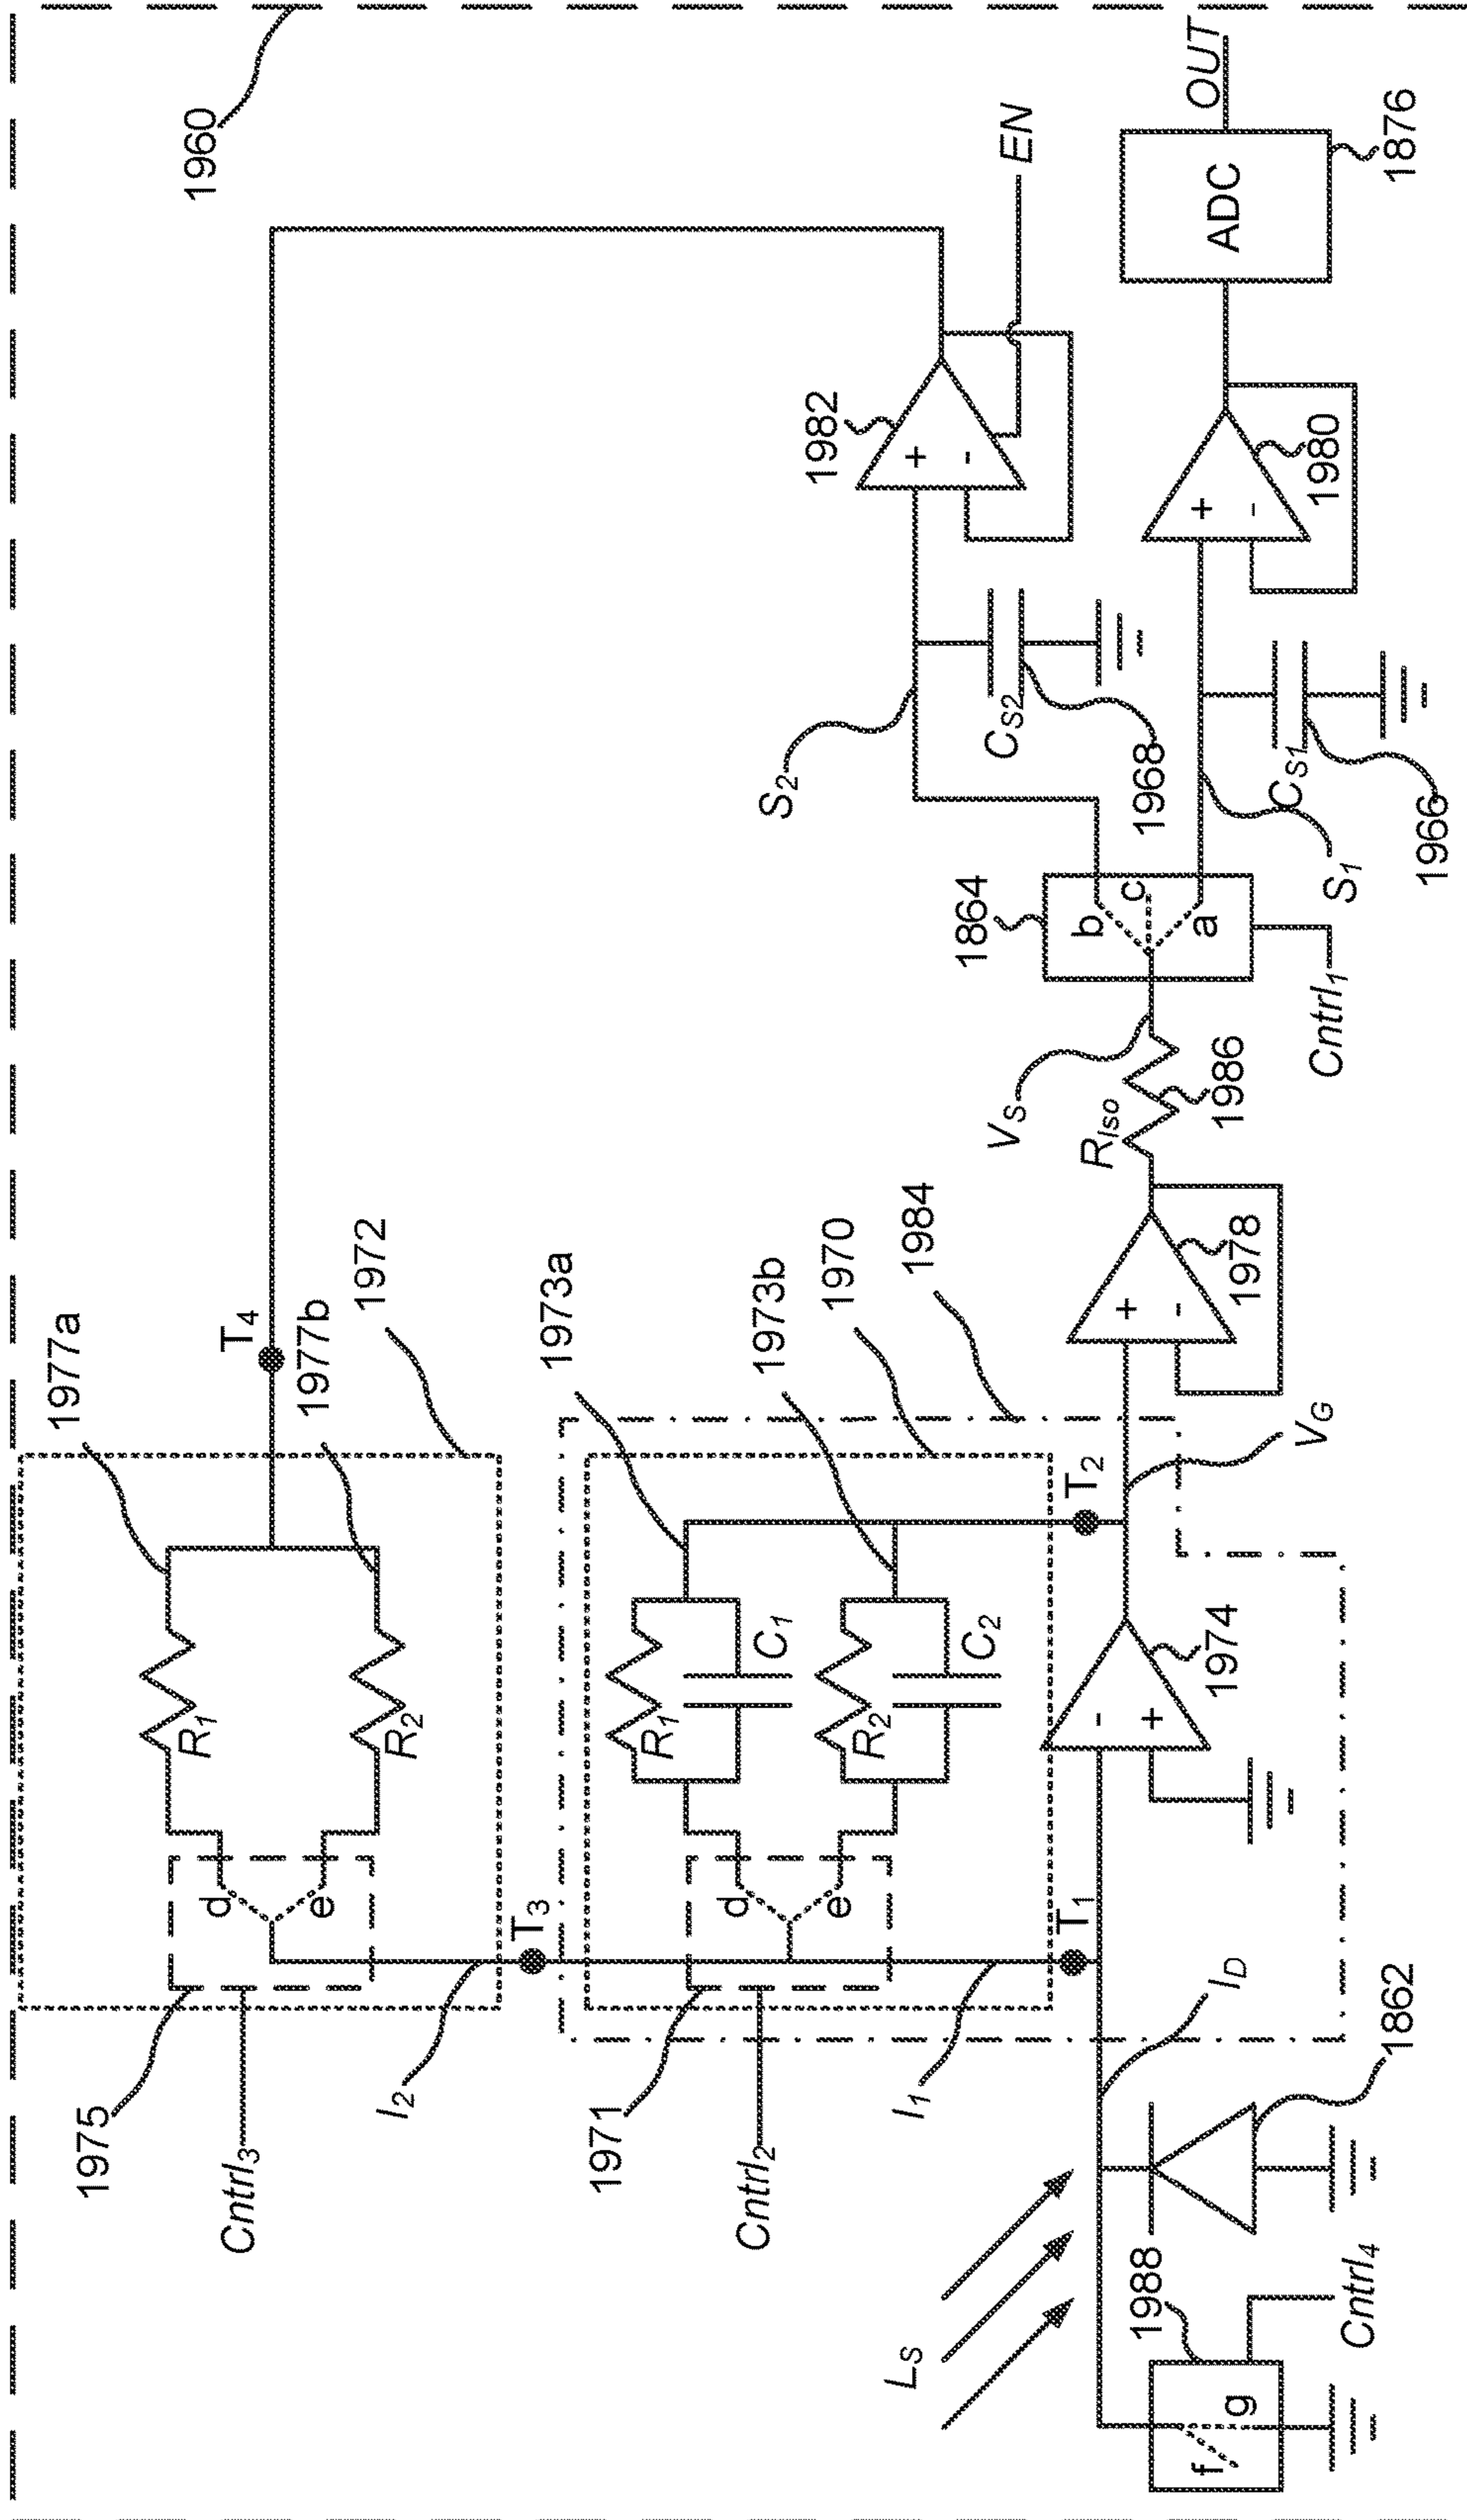 1960
1977a
T4
1977b
1972
R1
R2
d
e
1975
Cntrl3
T3
I2
1973a
1973b
1970
1984
R1
C1
R2
C2
d
e
1971
Cntrl2
I1
T1
T2
-
+
1974
VG
ID
1862
LS
1988
f
g
Cntrl4
+
-
1978
RIso
1986
VS
1864
b
c
a
Cntrl1
S2
CS2
1968
S1
CS1
1966
+
-
1982
EN
+
-
1980
ADC
1876
OUT